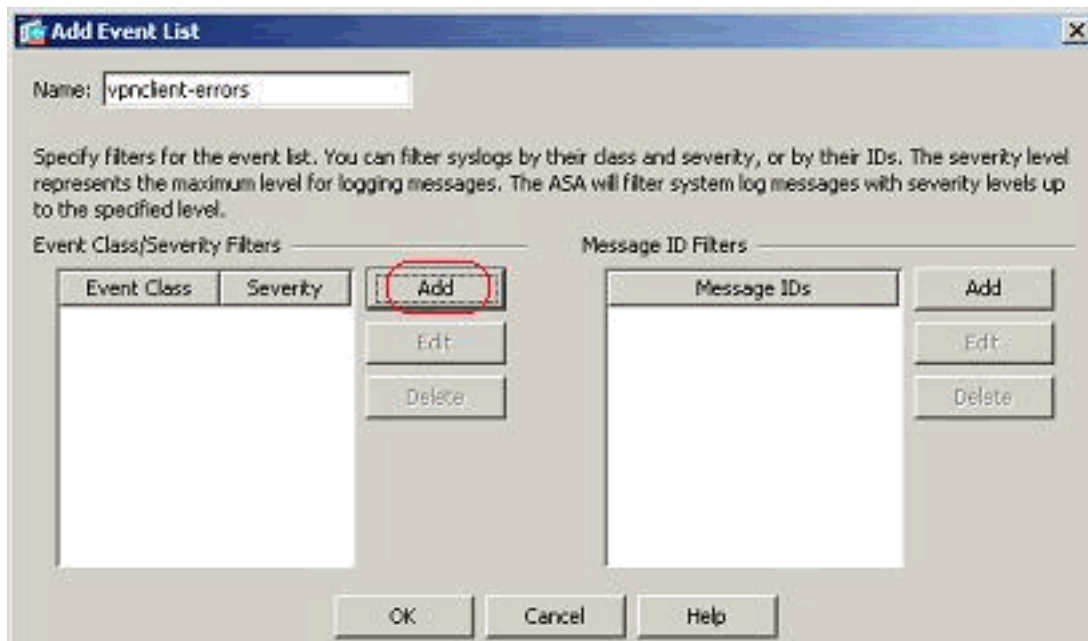 Add Event List
Name: vpnclient-errors
Specify filters for the event list. You can filter syslogs by their class and severity, or by their IDs. The severity level
represents the maximum level for logging messages. The ASA will filter system log messages with severity levels up
to the specified level.
Event Class/Severity Filters
Event Class Severity
Add
Edit
Delete
Message ID Filters
Message IDs
Add
Edit
Delete
OK Cancel Help